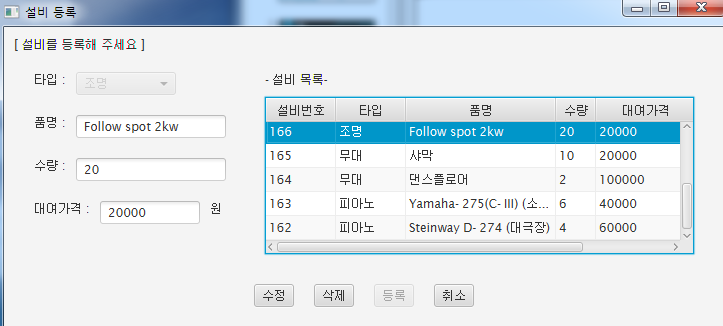 설비 등록
[ 설비를 등록해 주세요 ]
타입 : 조명
품명 : Follow spot 2kw
수량 : 20
대여가격 : 20000 원
- 설비 목록-
설비번호 타입 품명 수량 대여가격
166 조명 Follow spot 2kw 20 20000
165 무대 샤막 10 20000
164 무대 댄스플로어 2 100000
163 피아노 Yamaha- 275(C- III) (소... 6 40000
162 피아노 Steinway D- 274 (대극장) 4 60000
수정 삭제 등록 취소